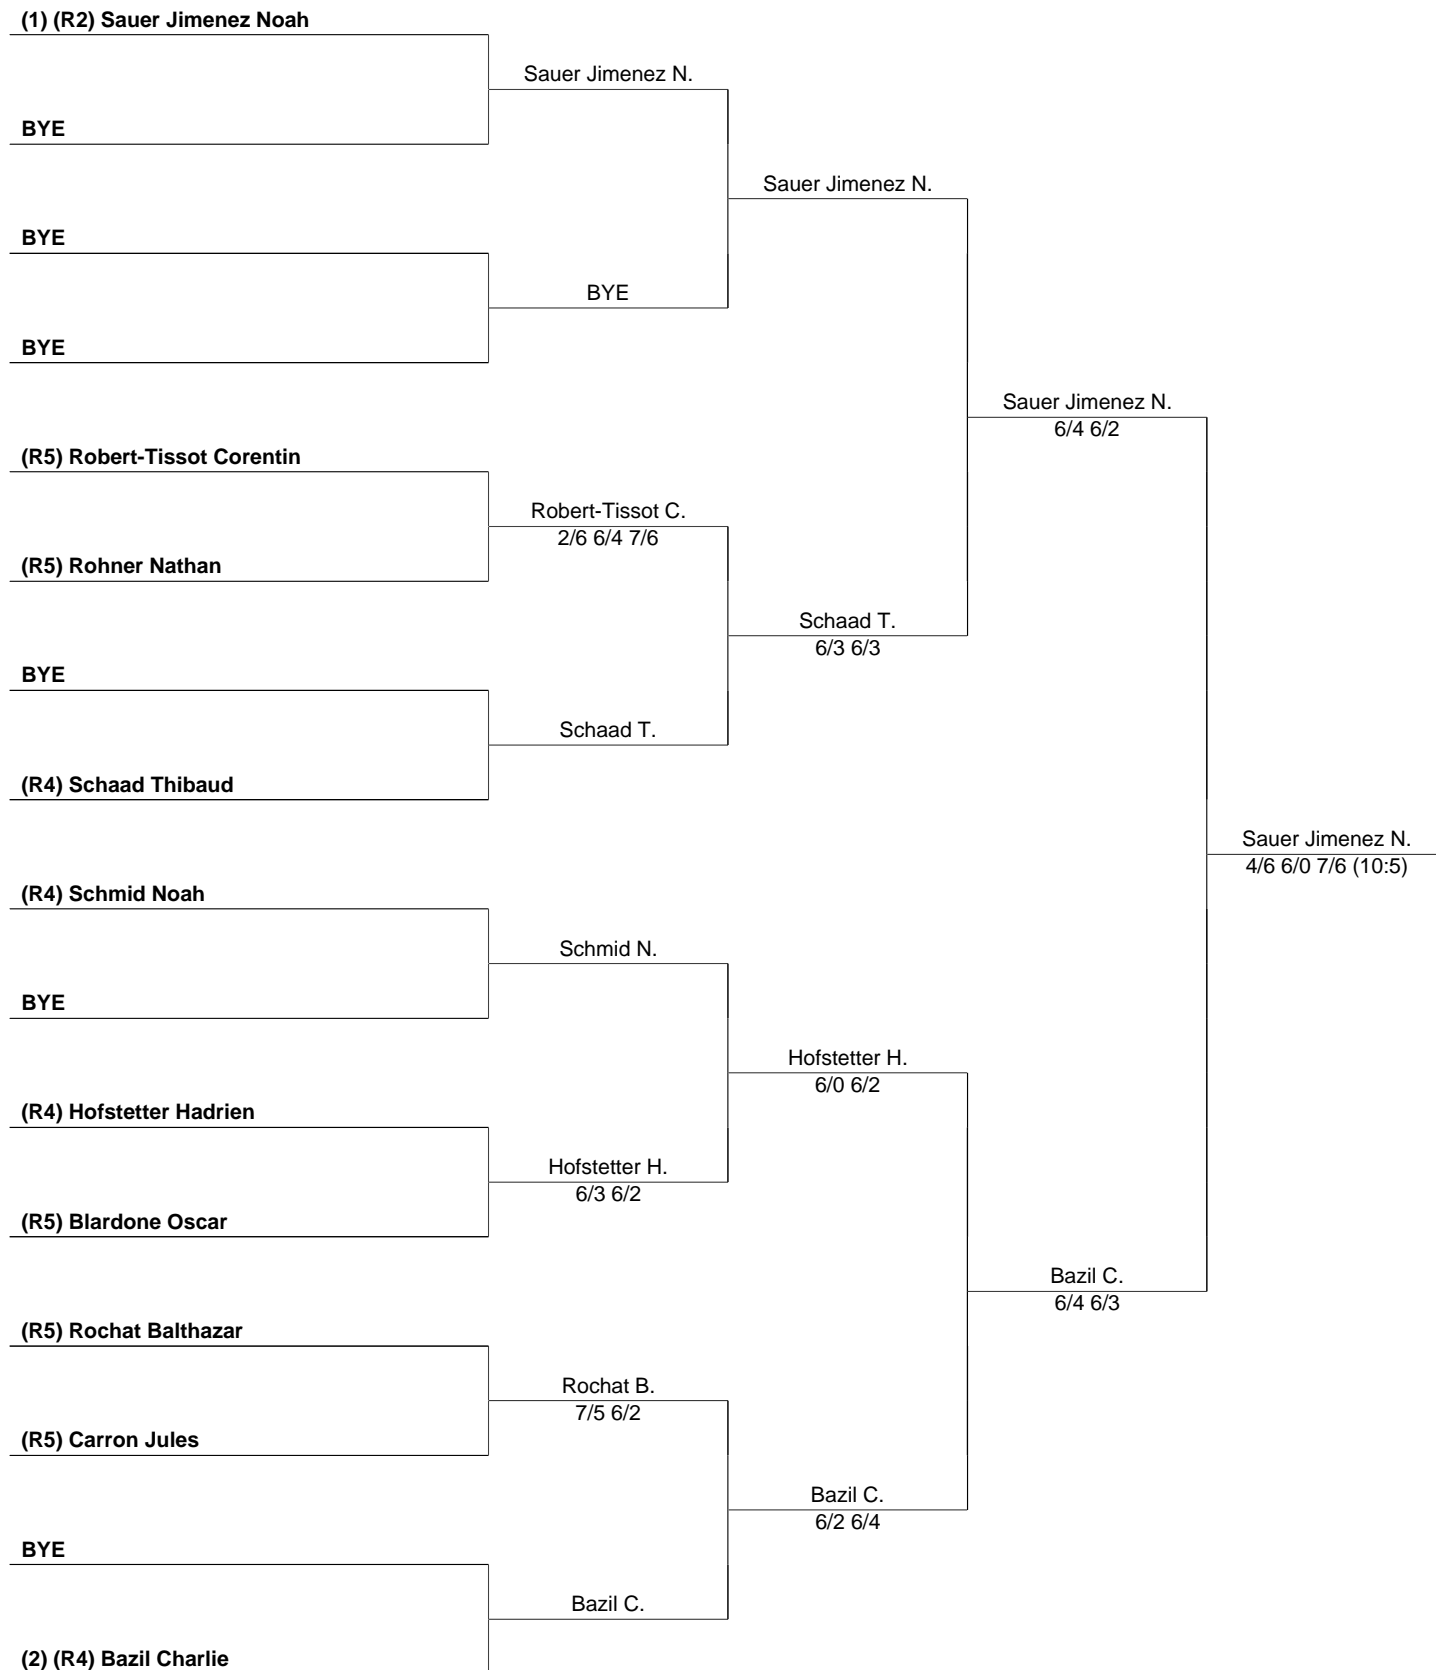 (1) (R2) Sauer Jimenez Noah
Sauer Jimenez N.
BYE
Sauer Jimenez N.
BYE
BYE
BYE
Sauer Jimenez N.
6/4 6/2
(R5) Robert-Tissot Corentin
Robert-Tissot C.
2/6 6/4 7/6
(R5) Rohner Nathan
Schaad T.
6/3 6/3
BYE
Schaad T.
(R4) Schaad Thibaud
Sauer Jimenez N.
4/6 6/0 7/6 (10:5)
(R4) Schmid Noah
Schmid N.
BYE
Hofstetter H.
6/0 6/2
(R4) Hofstetter Hadrien
Hofstetter H.
6/3 6/2
(R5) Blardone Oscar
Bazil C.
6/4 6/3
(R5) Rochat Balthazar
Rochat B.
7/5 6/2
(R5) Carron Jules
Bazil C.
6/2 6/4
BYE
Bazil C.
(2) (R4) Bazil Charlie